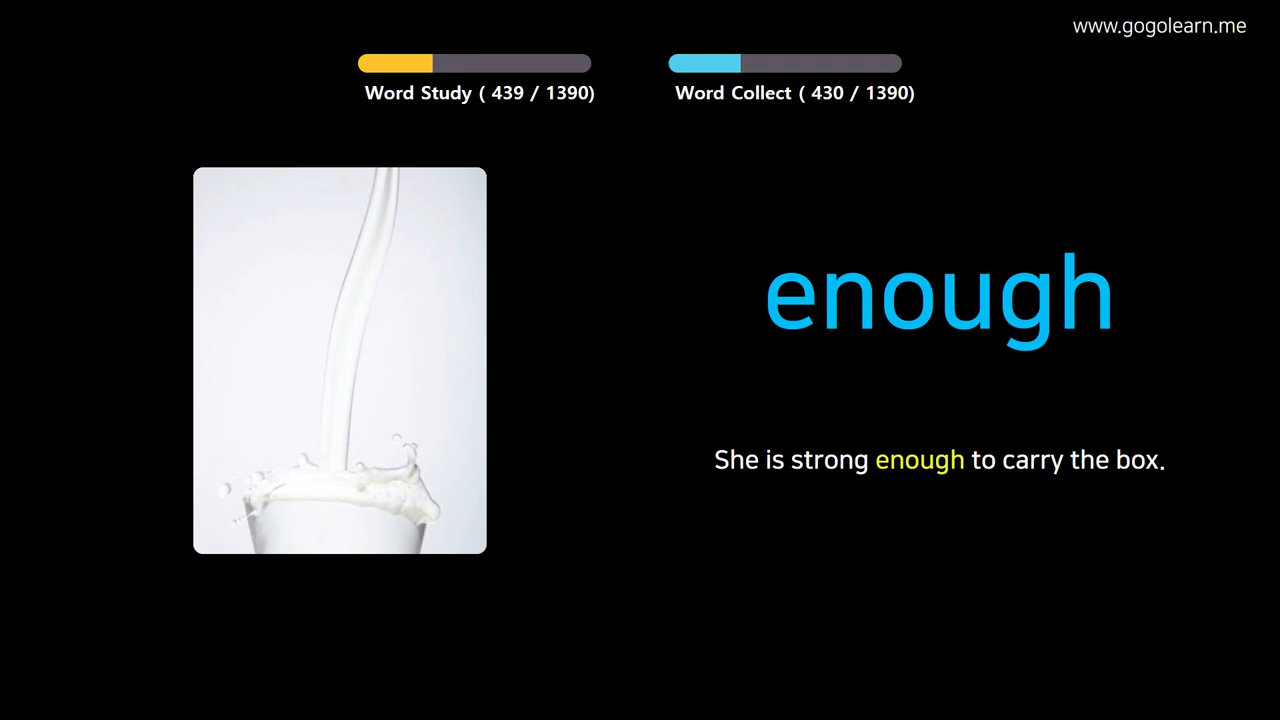 www.gogolearn.me
Word Study ( 439 / 1390)
Word Collect ( 430 / 1390)
enough
She is strong enough to carry the box.